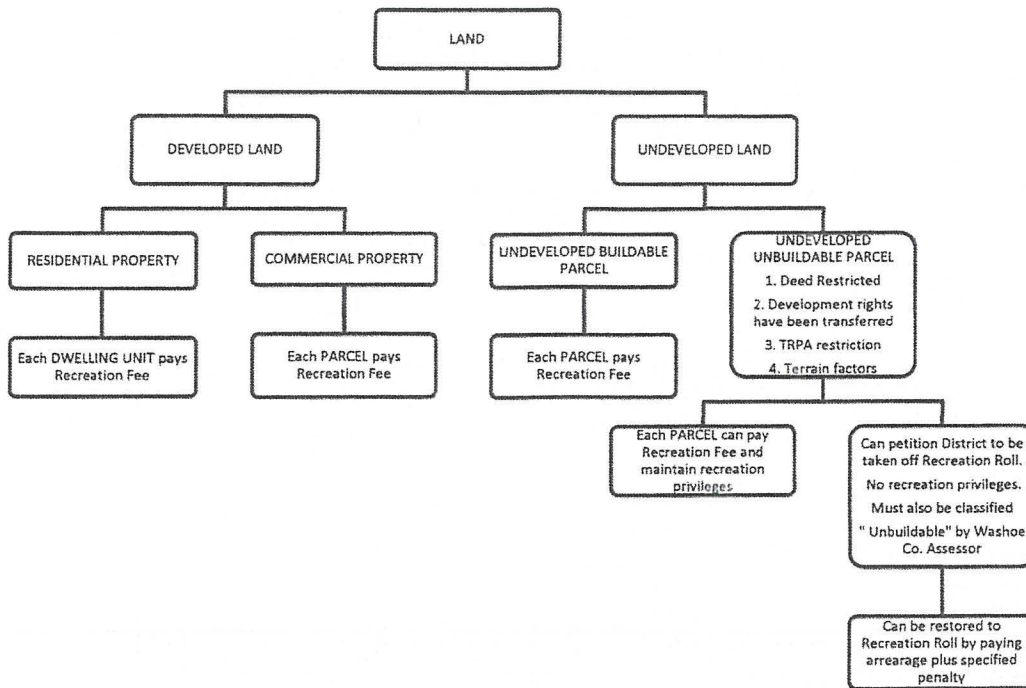 LAND
DEVELOPED LAND
UNDEVELOPED LAND
RESIDENTIAL PROPERTY
COMMERCIAL PROPERTY
UNDEVELOPED BUILDABLE
PARCEL
UNDEVELOPED
UNBUILDABLE PARCEL
1. Deed Restricted
2. Development rights
have been transferred
3. TRPA restriction
4. Terrain factors
Each DWELLING UNIT pays
Recreation Fee
Each PARCEL pays
Recreation Fee
Each PARCEL pays
Recreation Fee
Each PARCEL can pay
Recreation Fee and
maintain recreation
privileges
Can petition District to be
taken off Recreation Roll.
No recreation privileges.
Must also be classified
" Unbuildable" by Washoe
Co. Assessor
Can be restored to
Recreation Roll by paying
arrearage plus specified
penalty